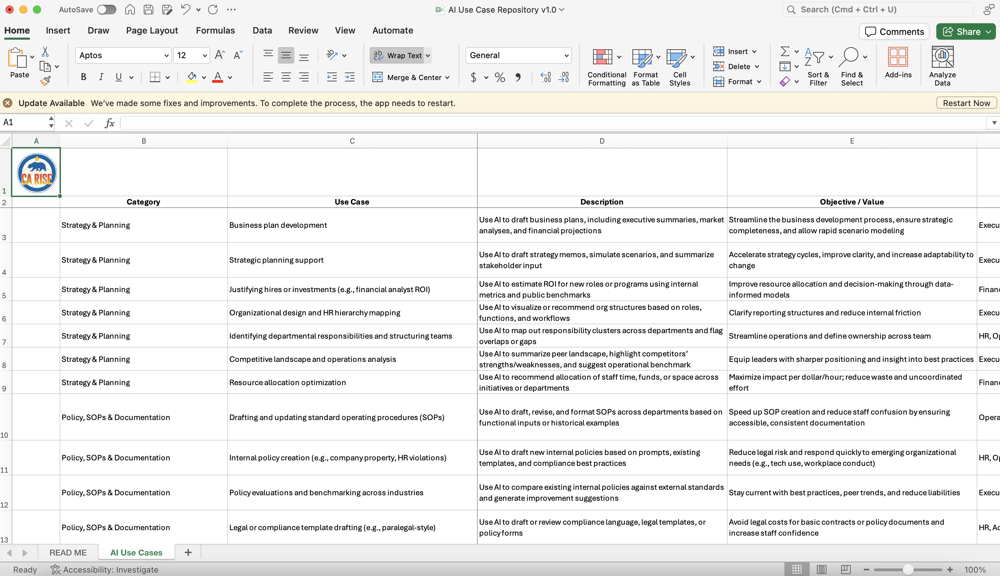 AutoSave
AI Use Case Repository v1.0
Search (Cmd + Ctrl + U)
Home Insert Draw Page Layout Formulas Data Review View Automate
Comments
Share
Paste
Aptos
12
Wrap Text
Merge & Center
General
Conditional Formatting
Format as Table
Cell Styles
Insert
Delete
Format
Sort & Filter
Find & Select
Add-ins
Analyze Data
Update Available We've made some fixes and improvements. To complete the process, the app needs to restart.
Restart Now
A1
fx
A B C D E
1
CA RISE
2 Category Use Case Description Objective / Value
3 Strategy & Planning
Business plan development
Use AI to draft business plans, including executive summaries, market
analyses, and financial projections
Streamline the business development process, ensure strategic
completeness, and allow rapid scenario modeling
Execu
4 Strategy & Planning
Strategic planning support
Use AI to draft strategy memos, simulate scenarios, and summarize
stakeholder input
Accelerate strategy cycles, improve clarity, and increase adaptability to
change
Execu
5 Strategy & Planning
Justifying hires or investments (e.g., financial analyst ROI)
Use AI to estimate ROI for new roles or programs using internal
metrics and public benchmarks
Improve resource allocation and decision-making through data-
informed models
Financ
6 Strategy & Planning
Organizational design and HR hierarchy mapping
Use AI to visualize or recommend org structures based on roles,
functions, and workflows
Clarify reporting structures and reduce internal friction
Execu
7 Strategy & Planning
Identifying departmental responsibilities and structuring teams
Use AI to map out responsibility clusters across departments and flag
overlaps or gaps
Streamline operations and define ownership across team
HR, Op
8 Strategy & Planning
Competitive landscape and operations analysis
Use AI to summarize peer landscape, highlight competitors’
strengths/weaknesses, and suggest operational benchmark
Equip leaders with sharper positioning and insight into best practices
Execu
9 Strategy & Planning
Resource allocation optimization
Use AI to recommend allocation of staff time, funds, or space across
initiatives or departments
Maximize impact per dollar/hour; reduce waste and uncoordinated
effort
Financ
10 Policy, SOPs & Documentation
Drafting and updating standard operating procedures (SOPs)
Use AI to draft, revise, and format SOPs across departments based on
functional inputs or historical examples
Speed up SOP creation and reduce staff confusion by ensuring
accessible, consistent documentation
Opera
11 Policy, SOPs & Documentation
Internal policy creation (e.g., company property, HR violations)
Use AI to draft new internal policies based on prompts, existing
templates, and compliance best practices
Reduce legal risk and respond quickly to emerging organizational
needs (e.g., tech use, workplace conduct)
HR, Op
12 Policy, SOPs & Documentation
Policy evaluations and benchmarking across industries
Use AI to compare existing internal policies against external standards
and generate improvement suggestions
Stay current with best practices, peer trends, and reduce liabilities
Execu
13 Policy, SOPs & Documentation
Legal or compliance template drafting (e.g., paralegal-style)
Use AI to draft or review compliance language, legal templates, or
policy forms
Avoid legal costs for basic contracts or policy documents and
increase staff confidence
HR, Ad
READ ME AI Use Cases +
Ready Accessibility: Investigate
100%